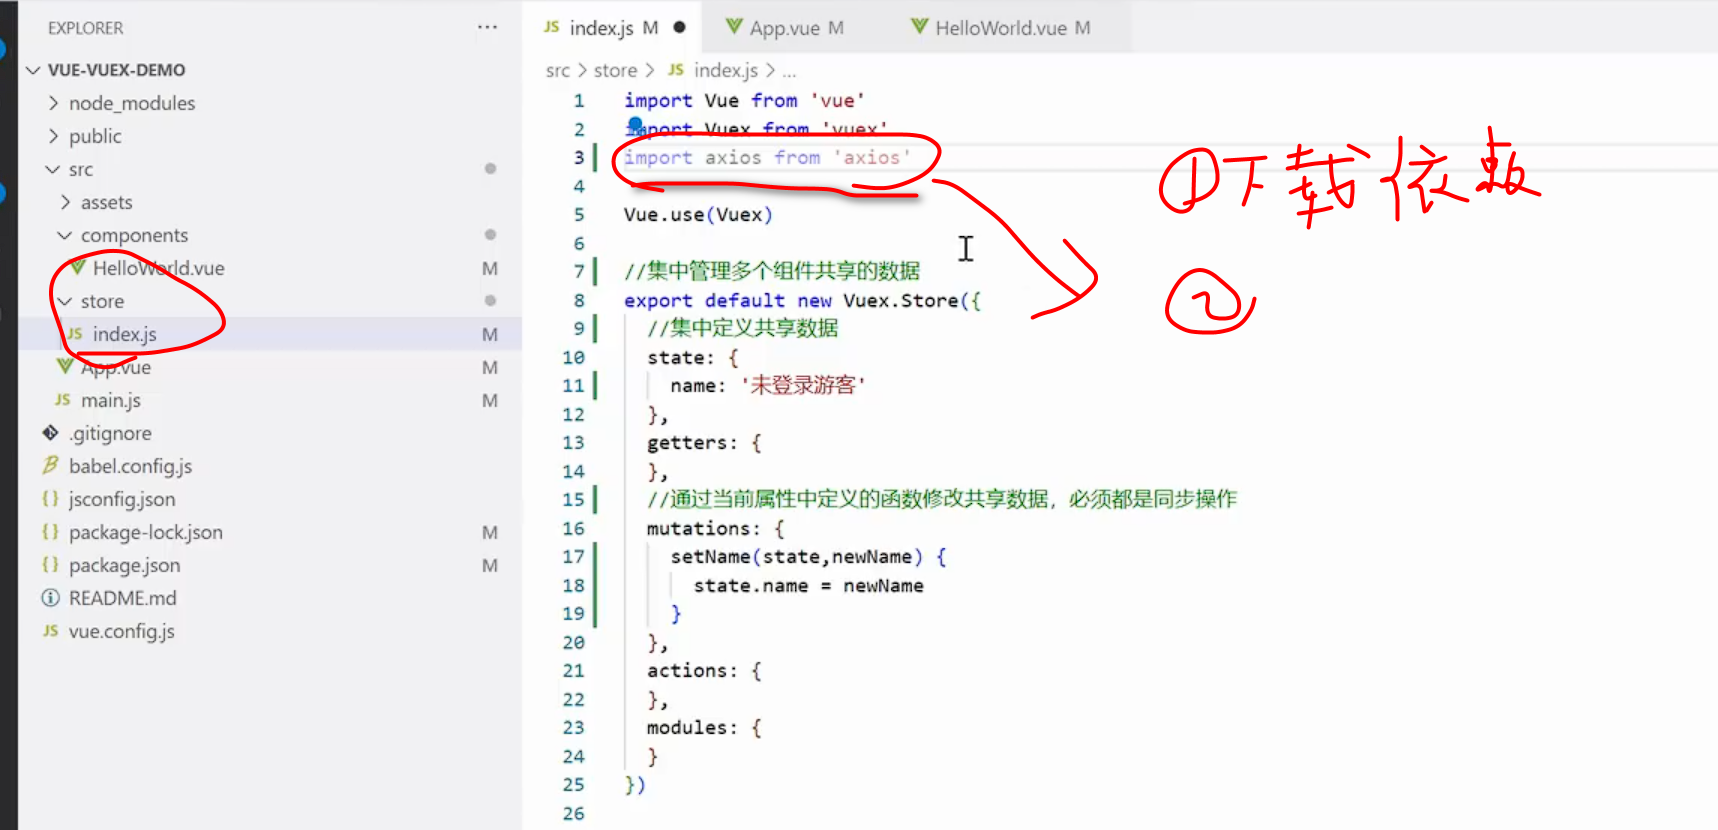 EXPLORER
···
VUE-VUEX-DEMO
node_modules
public
src
assets
components
HelloWorld.vue M
store
JS index.js M
App.vue M
JS main.js M
.gitignore
babel.config.js
{} jsconfig.json
{} package-lock.json M
{} package.json M
README.md
JS vue.config.js
JS index.js M ● App.vue M HelloWorld.vue M
src > store > JS index.js > ...
1 import Vue from 'vue'
2 import Vuex from 'vuex'
3 import axios from 'axios'
4
5 Vue.use(Vuex)
6
7 //集中管理多个组件共享的数据
8 export default new Vuex.Store({
9 //集中定义共享数据
10 state: {
11 name: '未登录游客'
12 },
13 getters: {
14 },
15 //通过当前属性中定义的函数修改共享数据，必须都是同步操作
16 mutations: {
17 setName(state,newName) {
18 state.name = newName
19 }
20 },
21 actions: {
22 },
23 modules: {
24 }
25 })
26
①下载依赖
②